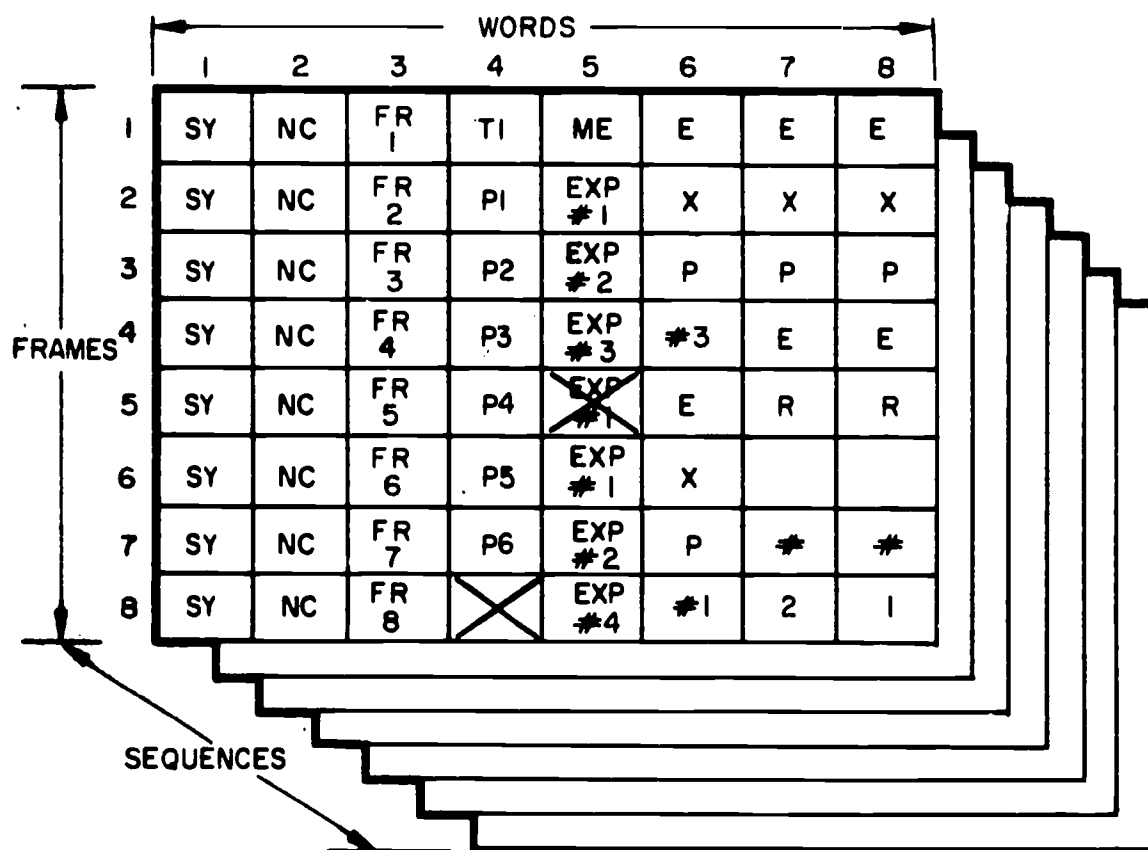 WORDS
1 2 3 4 5 6 7 8
1 SY NC FR 1 T1 ME E E E
2 SY NC FR 2 P1 EXP #1 X X X
3 SY NC FR 3 P2 EXP #2 P P P
FRAMES
4 SY NC FR 4 P3 EXP #3 #3 E E
5 SY NC FR 5 P4 EXP #1 E R R
6 SY NC FR 6 P5 EXP #1 X
7 SY NC FR 7 P6 EXP #2 P # #
8 SY NC FR 8 EXP #4 #1 2 1
SEQUENCES